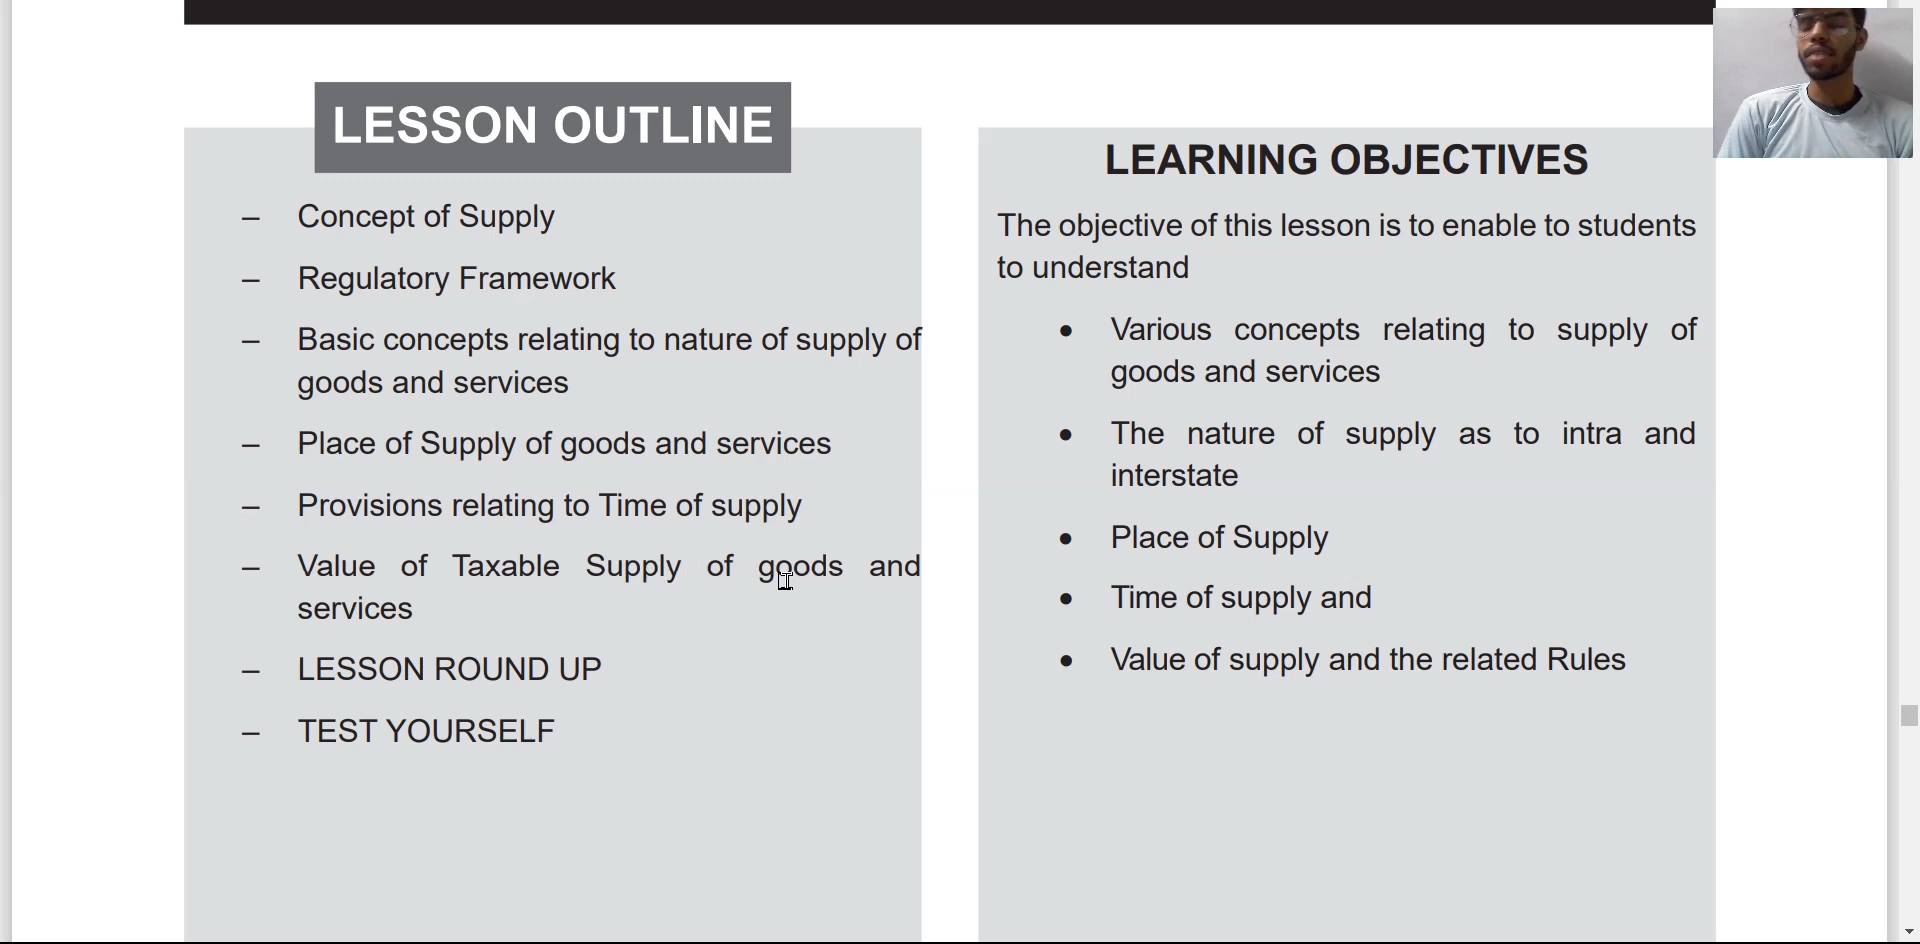 LESSON OUTLINE
– Concept of Supply
– Regulatory Framework
– Basic concepts relating to nature of supply of
goods and services
– Place of Supply of goods and services
– Provisions relating to Time of supply
– Value of Taxable Supply of goods and
services
– LESSON ROUND UP
– TEST YOURSELF
LEARNING OBJECTIVES
The objective of this lesson is to enable to students
to understand
• Various concepts relating to supply of
goods and services
• The nature of supply as to intra and
interstate
• Place of Supply
• Time of supply and
• Value of supply and the related Rules